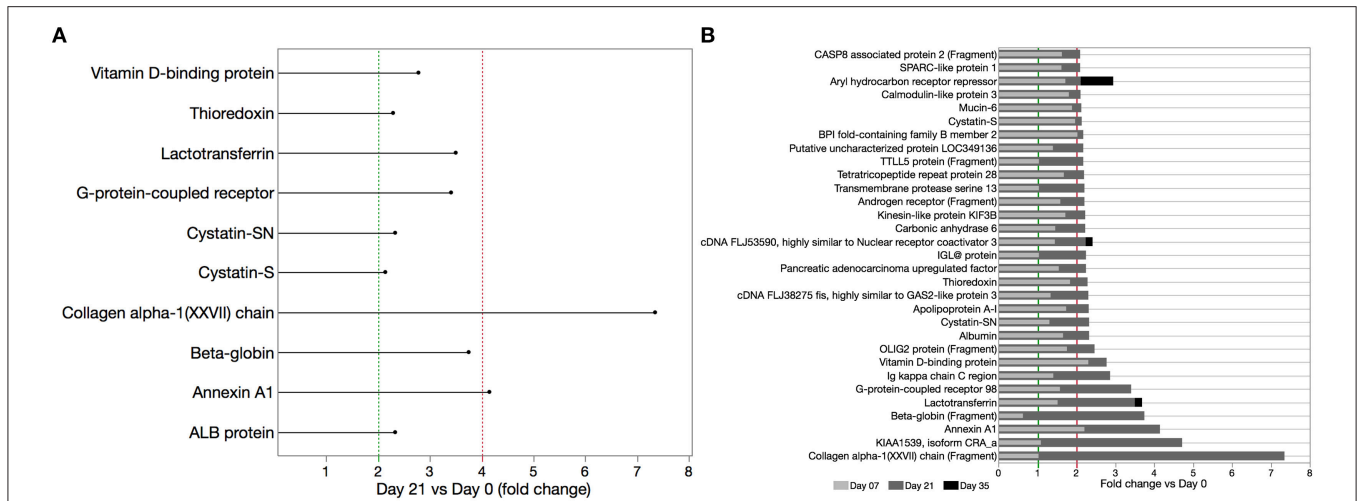 A
Vitamin D-binding protein
Thioredoxin
Lactotransferrin
G-protein-coupled receptor
Cystatin-SN
Cystatin-S
Collagen alpha-1(XXVII) chain
Beta-globin
Annexin A1
ALB protein
1 2 3 4 5 6 7 8
Day 21 vs Day 0 (fold change)
B
CASP8 associated protein 2 (Fragment)
SPARC-like protein 1
Aryl hydrocarbon receptor repressor
Calmodulin-like protein 3
Mucin-6
Cystatin-S
BPI fold-containing family B member 2
Putative uncharacterized protein LOC349136
TTLL5 protein (Fragment)
Tetratricopeptide repeat protein 28
Transmembrane protease serine 13
Androgen receptor (Fragment)
Kinesin-like protein KIF3B
Carbonic anhydrase 6
cDNA FLJ53590, highly similar to Nuclear receptor coactivator 3
IGL@ protein
Pancreatic adenocarcinoma upregulated factor
Thioredoxin
cDNA FLJ38275 fis, highly similar to GAS2-like protein 3
Apolipoprotein A-I
Cystatin-SN
Albumin
OLIG2 protein (Fragment)
Vitamin D-binding protein
Ig kappa chain C region
G-protein-coupled receptor 98
Lactotransferrin
Beta-globin (Fragment)
Annexin A1
KIAA1539, isoform CRA_a
Collagen alpha-1(XXVII) chain (Fragment)
0 1 2 3 4 5 6 7 8
Fold change vs Day 0
Day 07 Day 21 Day 35